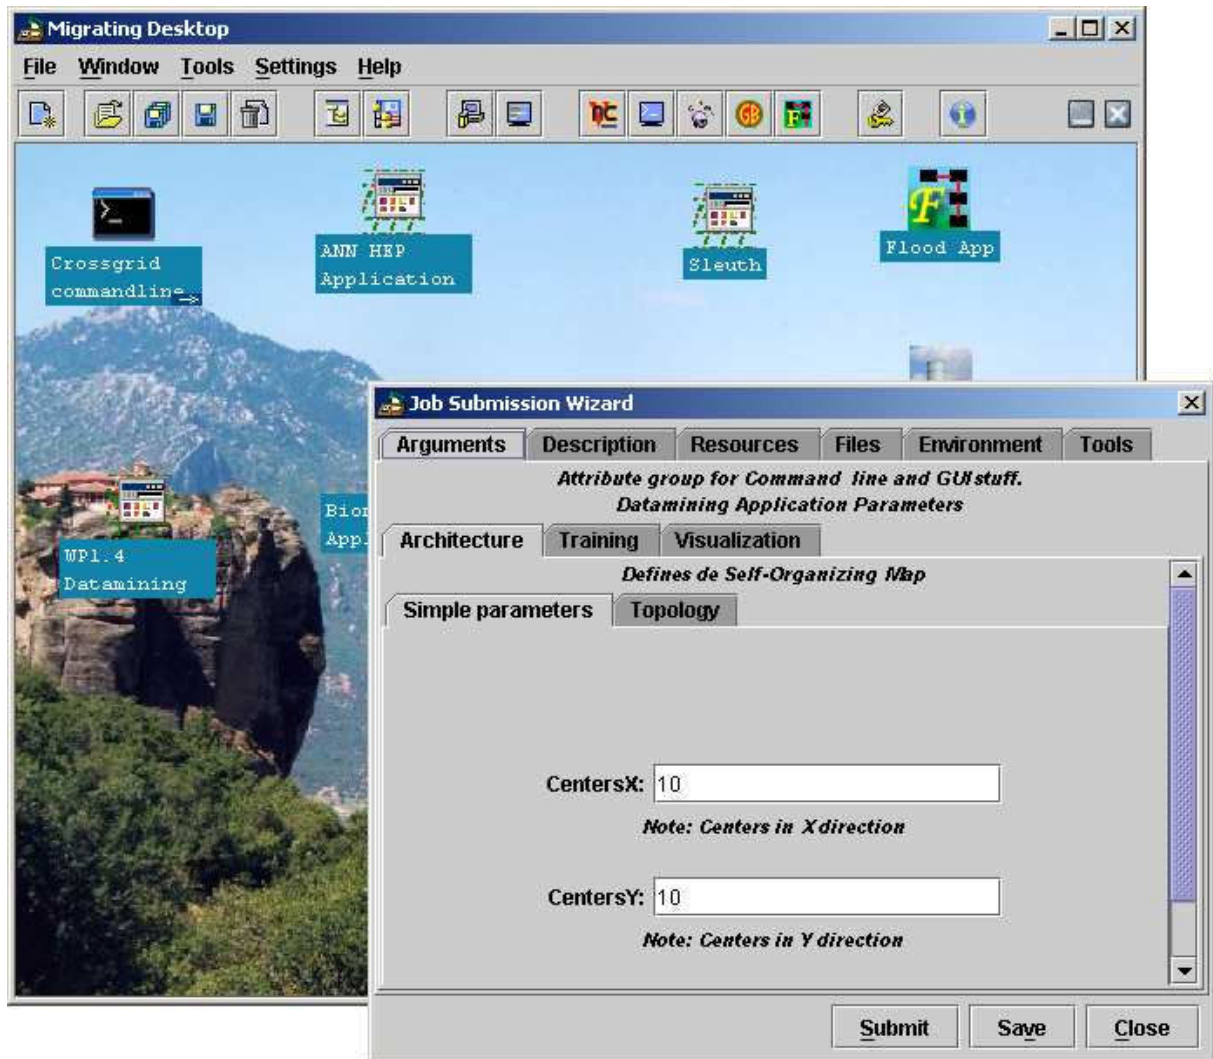 Migrating Desktop
File Window Tools Settings Help
Crossgrid
commandline
ANN HEP
Application
Sleuth
Flood App
WP1.4
Datamining
Job Submission Wizard
Arguments Description Resources Files Environment Tools
Attribute group for Command line and GUI stuff.
Datamining Application Parameters
Architecture Training Visualization
Defines de Self-Organizing Map
Simple parameters Topology
CentersX: 10
Note: Centers in X direction
CentersY: 10
Note: Centers in Y direction
Submit Save Close